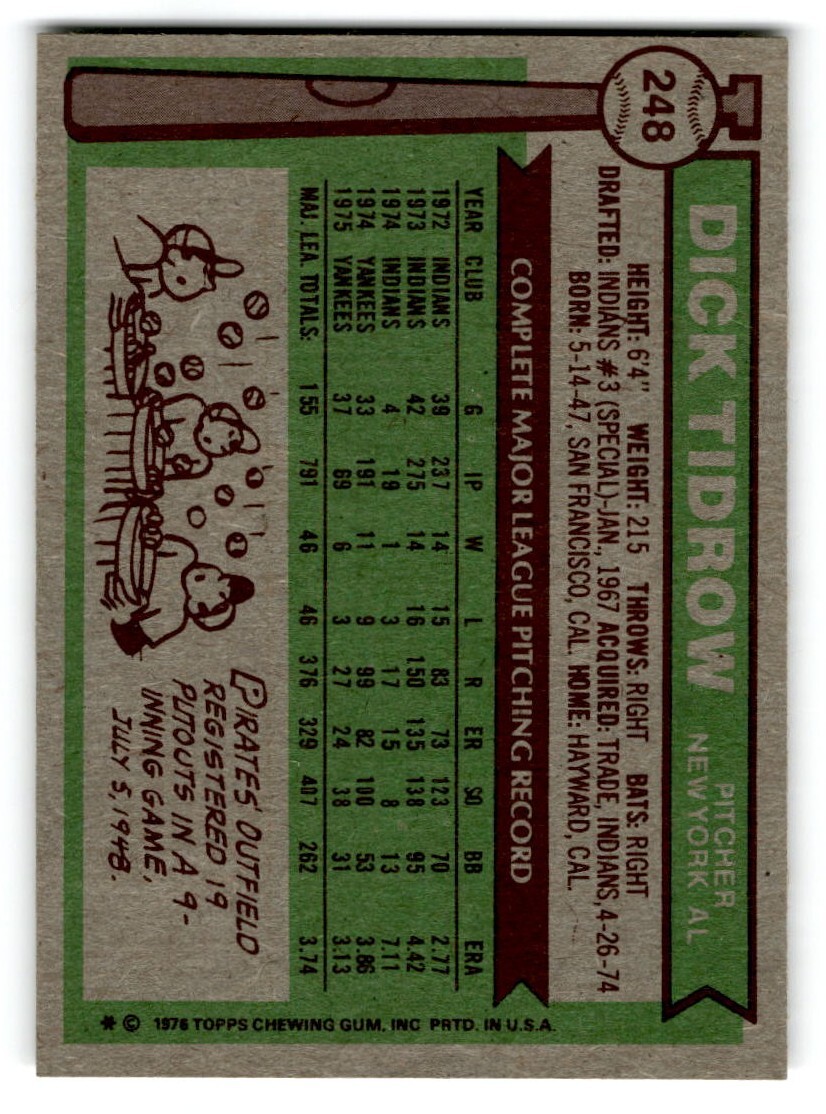 248
DICK TIDROW
PITCHER
NEW YORK AL
HEIGHT: 6'4" WEIGHT: 215 THROWS: RIGHT BATS: RIGHT
DRAFTED: INDIANS #3 (SPECIAL)-JAN., 1967 ACQUIRED: TRADE, INDIANS, 4-26-74
BORN: 5-14-47, SAN FRANCISCO, CAL. HOME: HAYWARD, CAL.
COMPLETE MAJOR LEAGUE PITCHING RECORD
YEAR CLUB G IP W L R ER SO BB ERA
1972 INDIANS 39 237 14 15 83 73 123 70 2.77
1973 INDIANS 42 275 14 16 150 135 138 95 4.42
1974 INDIANS 4 19 1 3 17 15 8 13 7.11
1974 YANKEES 33 191 11 9 99 82 100 53 3.86
1975 YANKEES 37 69 6 3 27 24 38 31 3.13
MAJ. LEA. TOTALS: 155 791 46 46 376 329 407 262 3.74
PIRATES' OUTFIELD
REGISTERED 19
PUTOUTS IN A 9-
INNING GAME,
JULY 5, 1948.
* © 1976 TOPPS CHEWING GUM, INC PRTD. IN U.S.A.